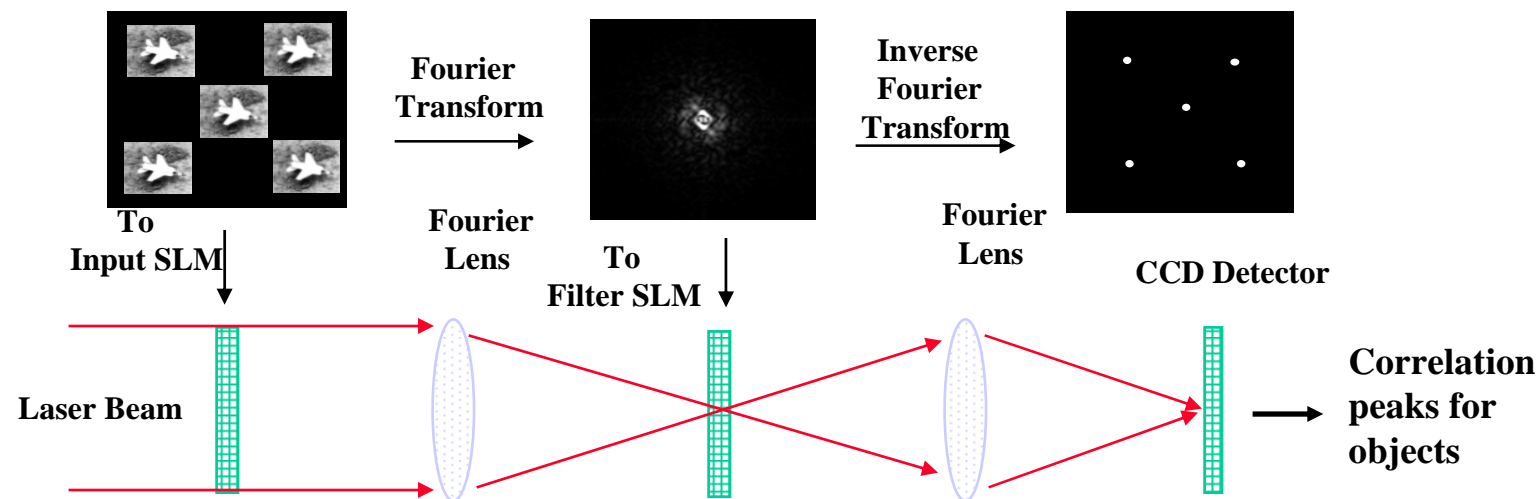 Fourier
Transform
Inverse
Fourier
Transform
To
Input SLM
Fourier
Lens
To
Filter SLM
Fourier
Lens
CCD Detector
Laser Beam
Correlation
peaks for
objects